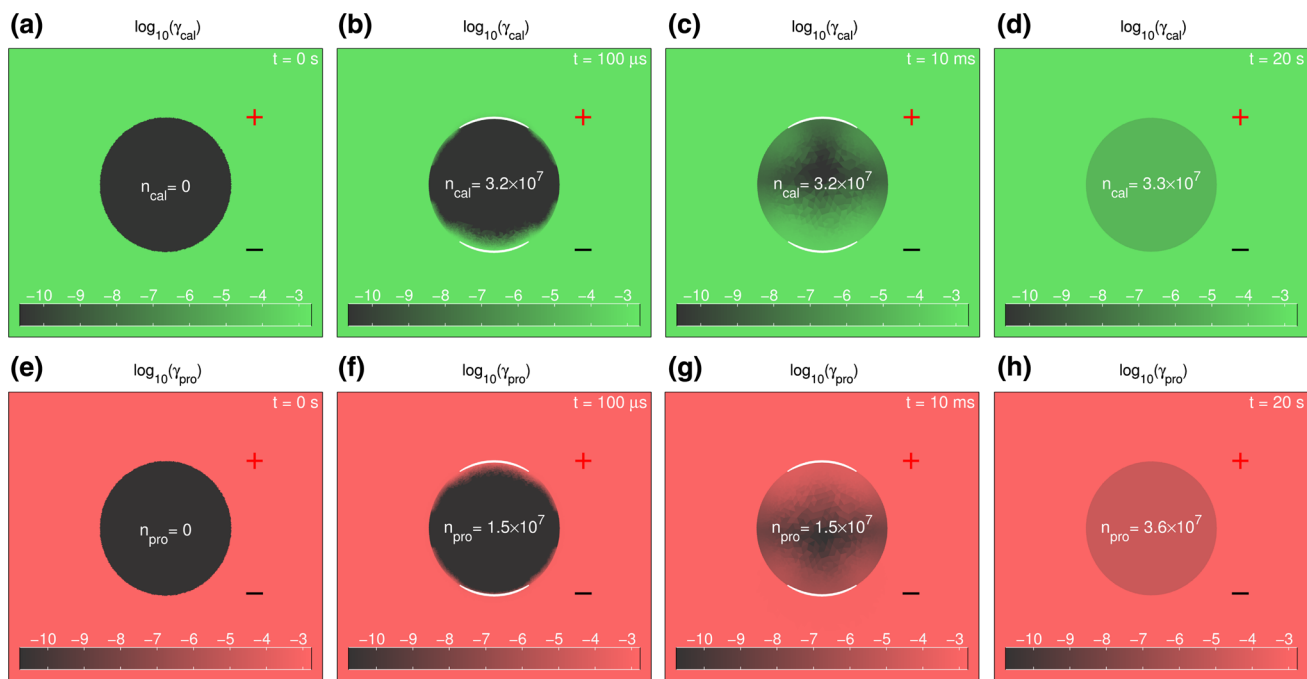 (a) log10(γcal)
t = 0 s
+
ncal= 0
−
−10 −9 −8 −7 −6 −5 −4 −3
(b) log10(γcal)
t = 100 μs
+
ncal= 3.2×10^7
−
−10 −9 −8 −7 −6 −5 −4 −3
(c) log10(γcal)
t = 10 ms
+
ncal= 3.2×10^7
−
−10 −9 −8 −7 −6 −5 −4 −3
(d) log10(γcal)
t = 20 s
+
ncal= 3.3×10^7
−
−10 −9 −8 −7 −6 −5 −4 −3
(e) log10(γpro)
t = 0 s
+
npro= 0
−
−10 −9 −8 −7 −6 −5 −4 −3
(f) log10(γpro)
t = 100 μs
+
npro= 1.5×10^7
−
−10 −9 −8 −7 −6 −5 −4 −3
(g) log10(γpro)
t = 10 ms
+
npro= 1.5×10^7
−
−10 −9 −8 −7 −6 −5 −4 −3
(h) log10(γpro)
t = 20 s
+
npro= 3.6×10^7
−
−10 −9 −8 −7 −6 −5 −4 −3